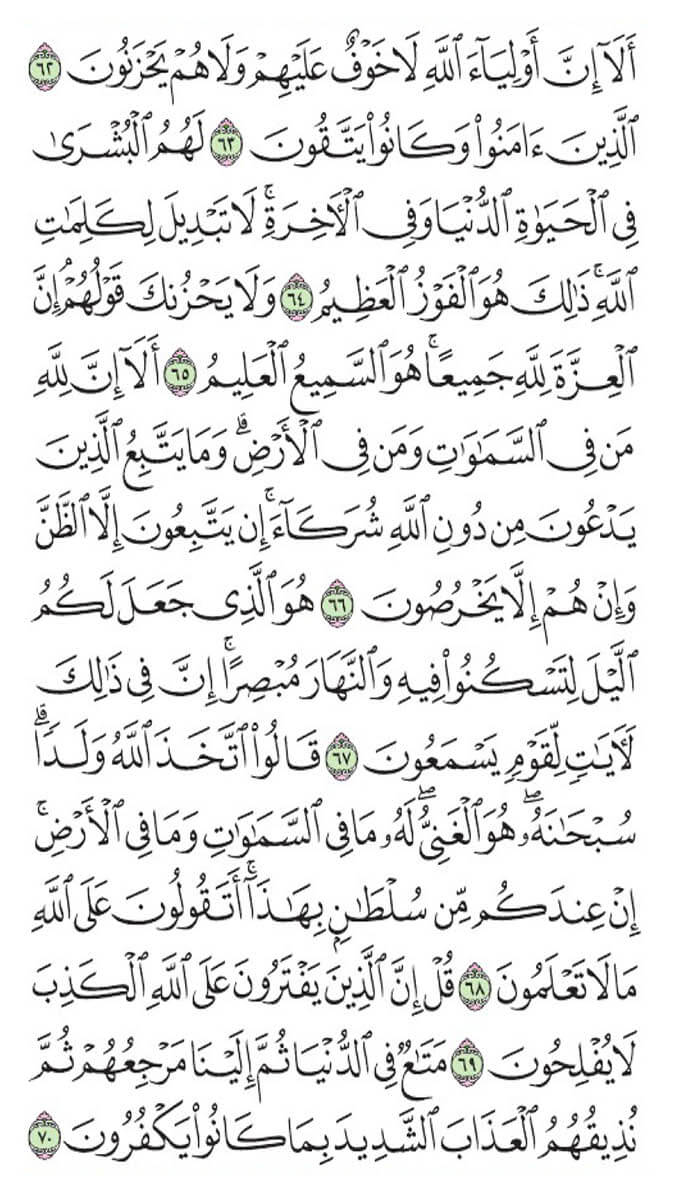 أَلَآ إِنَّ أَوْلِيَآءَ ٱللَّهِ لَا خَوْفٌ عَلَيْهِمْ وَلَا هُمْ يَحْزَنُونَ ٦٢
ٱلَّذِينَ ءَامَنُوا۟ وَكَانُوا۟ يَتَّقُونَ ٦٣ لَهُمُ ٱلْبُشْرَىٰ
فِى ٱلْحَيَوٰةِ ٱلدُّنْيَا وَفِى ٱلْءَاخِرَةِ ۚ لَا تَبْدِيلَ لِكَلِمَٰتِ
ٱللَّهِ ۚ ذَٰلِكَ هُوَ ٱلْفَوْزُ ٱلْعَظِيمُ ٦٤ وَلَا يَحْزُنكَ قَوْلُهُمْ ۘ إِنَّ
ٱلْعِزَّةَ لِلَّهِ جَمِيعًا ۚ هُوَ ٱلسَّمِيعُ ٱلْعَلِيمُ ٦٥ أَلَآ إِنَّ لِلَّهِ
مَن فِى ٱلسَّمَٰوَٰتِ وَمَن فِى ٱلْأَرْضِ ۗ وَمَا يَتَّبِعُ ٱلَّذِينَ
يَدْعُونَ مِن دُونِ ٱللَّهِ شُرَكَآءَ ۚ إِن يَتَّبِعُونَ إِلَّا ٱلظَّنَّ
وَإِنْ هُمْ إِلَّا يَخْرُصُونَ ٦٦ هُوَ ٱلَّذِى جَعَلَ لَكُمُ
ٱلَّيْلَ لِتَسْكُنُوا۟ فِيهِ وَٱلنَّهَارَ مُبْصِرًا ۚ إِنَّ فِى ذَٰلِكَ
لَءَايَٰتٍ لِّقَوْمٍ يَسْمَعُونَ ٦٧ قَالُوا۟ ٱتَّخَذَ ٱللَّهُ وَلَدًا ۗ
سُبْحَٰنَهُۥ ۖ هُوَ ٱلْغَنِىُّ ۖ لَهُۥ مَا فِى ٱلسَّمَٰوَٰتِ وَمَا فِى ٱلْأَرْضِ ۚ
إِنْ عِندَكُم مِّن سُلْطَٰنٍۭ بِهَٰذَآ ۚ أَتَقُولُونَ عَلَى ٱللَّهِ
مَا لَا تَعْلَمُونَ ٦٨ قُلْ إِنَّ ٱلَّذِينَ يَفْتَرُونَ عَلَى ٱللَّهِ ٱلْكَذِبَ
لَا يُفْلِحُونَ ٦٩ مَتَٰعٌ فِى ٱلدُّنْيَا ثُمَّ إِلَيْنَا مَرْجِعُهُمْ ثُمَّ
نُذِيقُهُمُ ٱلْعَذَابَ ٱلشَّدِيدَ بِمَا كَانُوا۟ يَكْفُرُونَ ٧٠